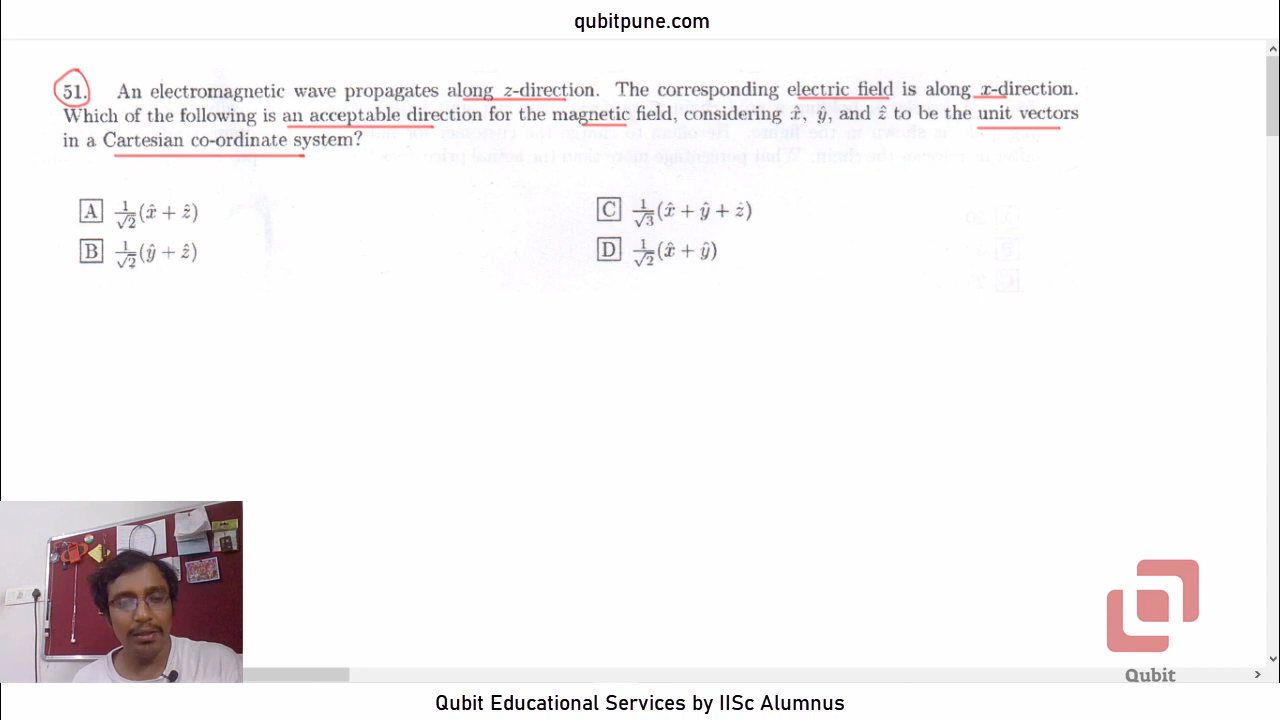 qubitpune.com
51. An electromagnetic wave propagates along z-direction. The corresponding electric field is along x-direction.
Which of the following is an acceptable direction for the magnetic field, considering x̂, ŷ, and ẑ to be the unit vectors
in a Cartesian co-ordinate system?
A 1/√2(x̂ + ẑ)
B 1/√2(ŷ + ẑ)
C 1/√3(x̂ + ŷ + ẑ)
D 1/√2(x̂ + ŷ)
Qubit
Qubit Educational Services by IISc Alumnus